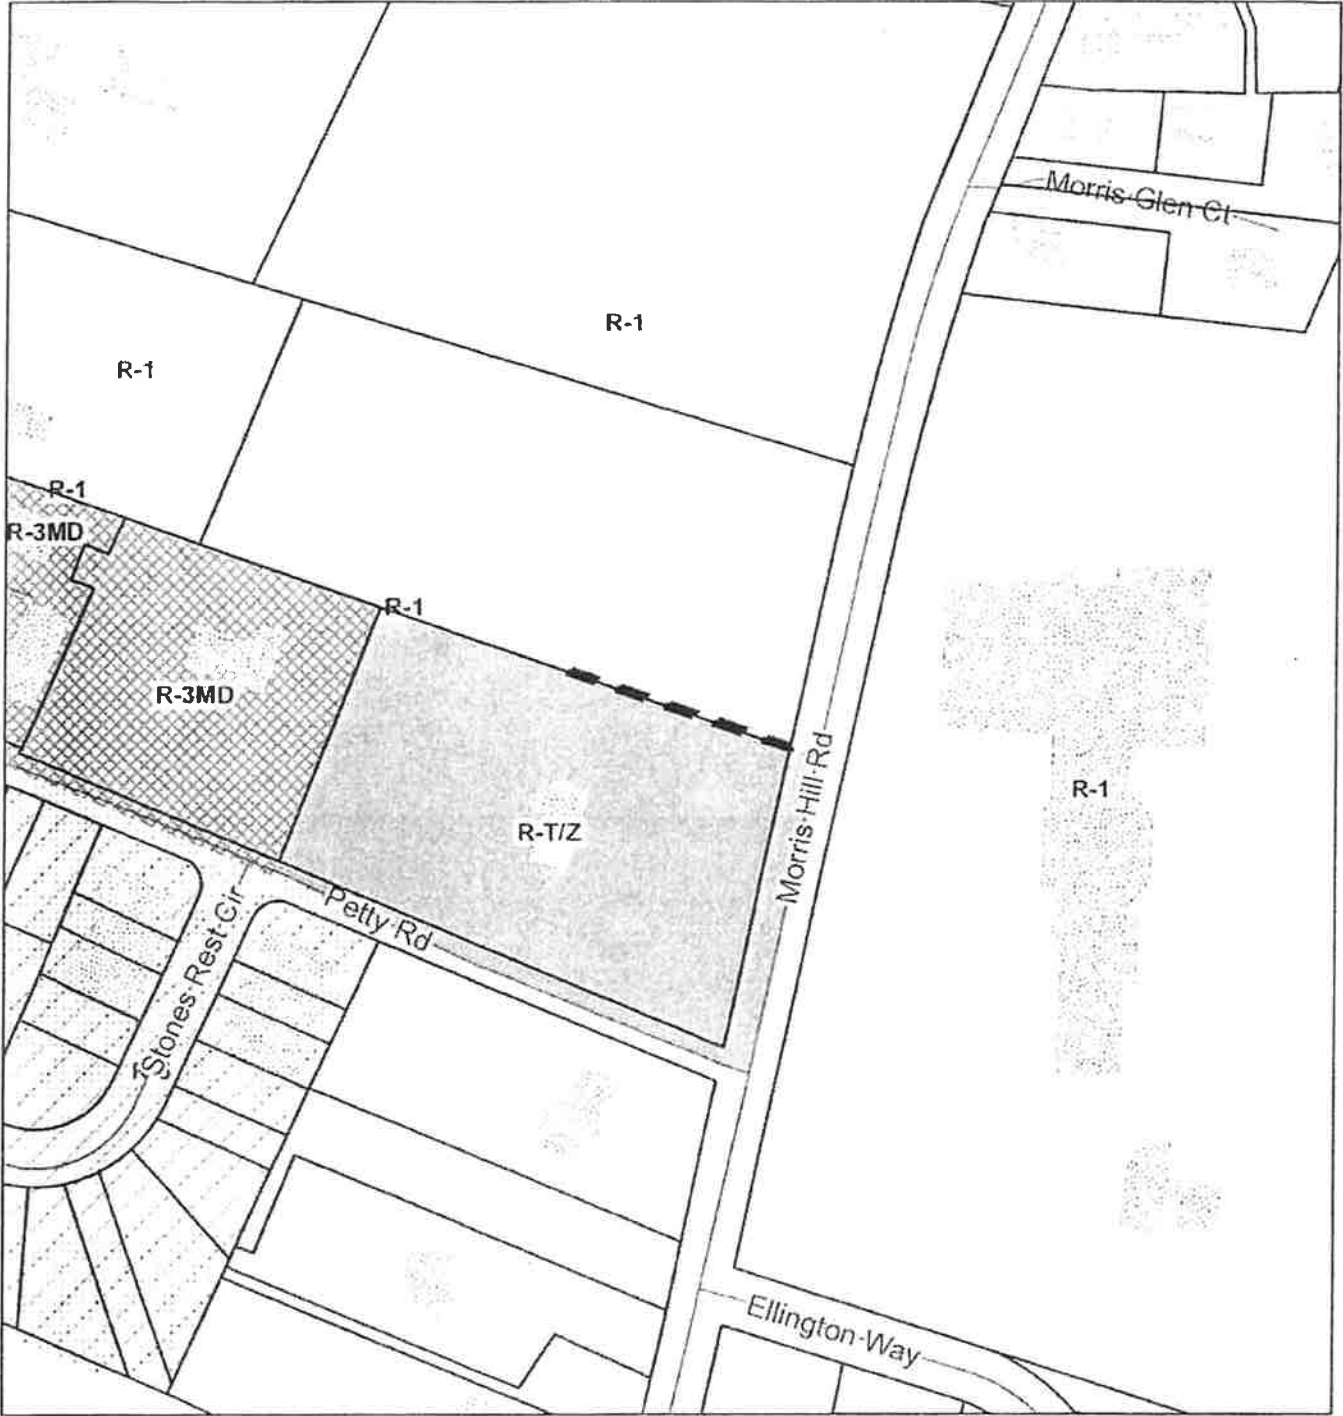 Morris Glen Ct
R-1
R-1
R-1
R-3MD
R-1
R-3MD
R-T/Z
Morris Hill Rd
R-1
Petty Rd
Stones Rest Cir
Ellington Way